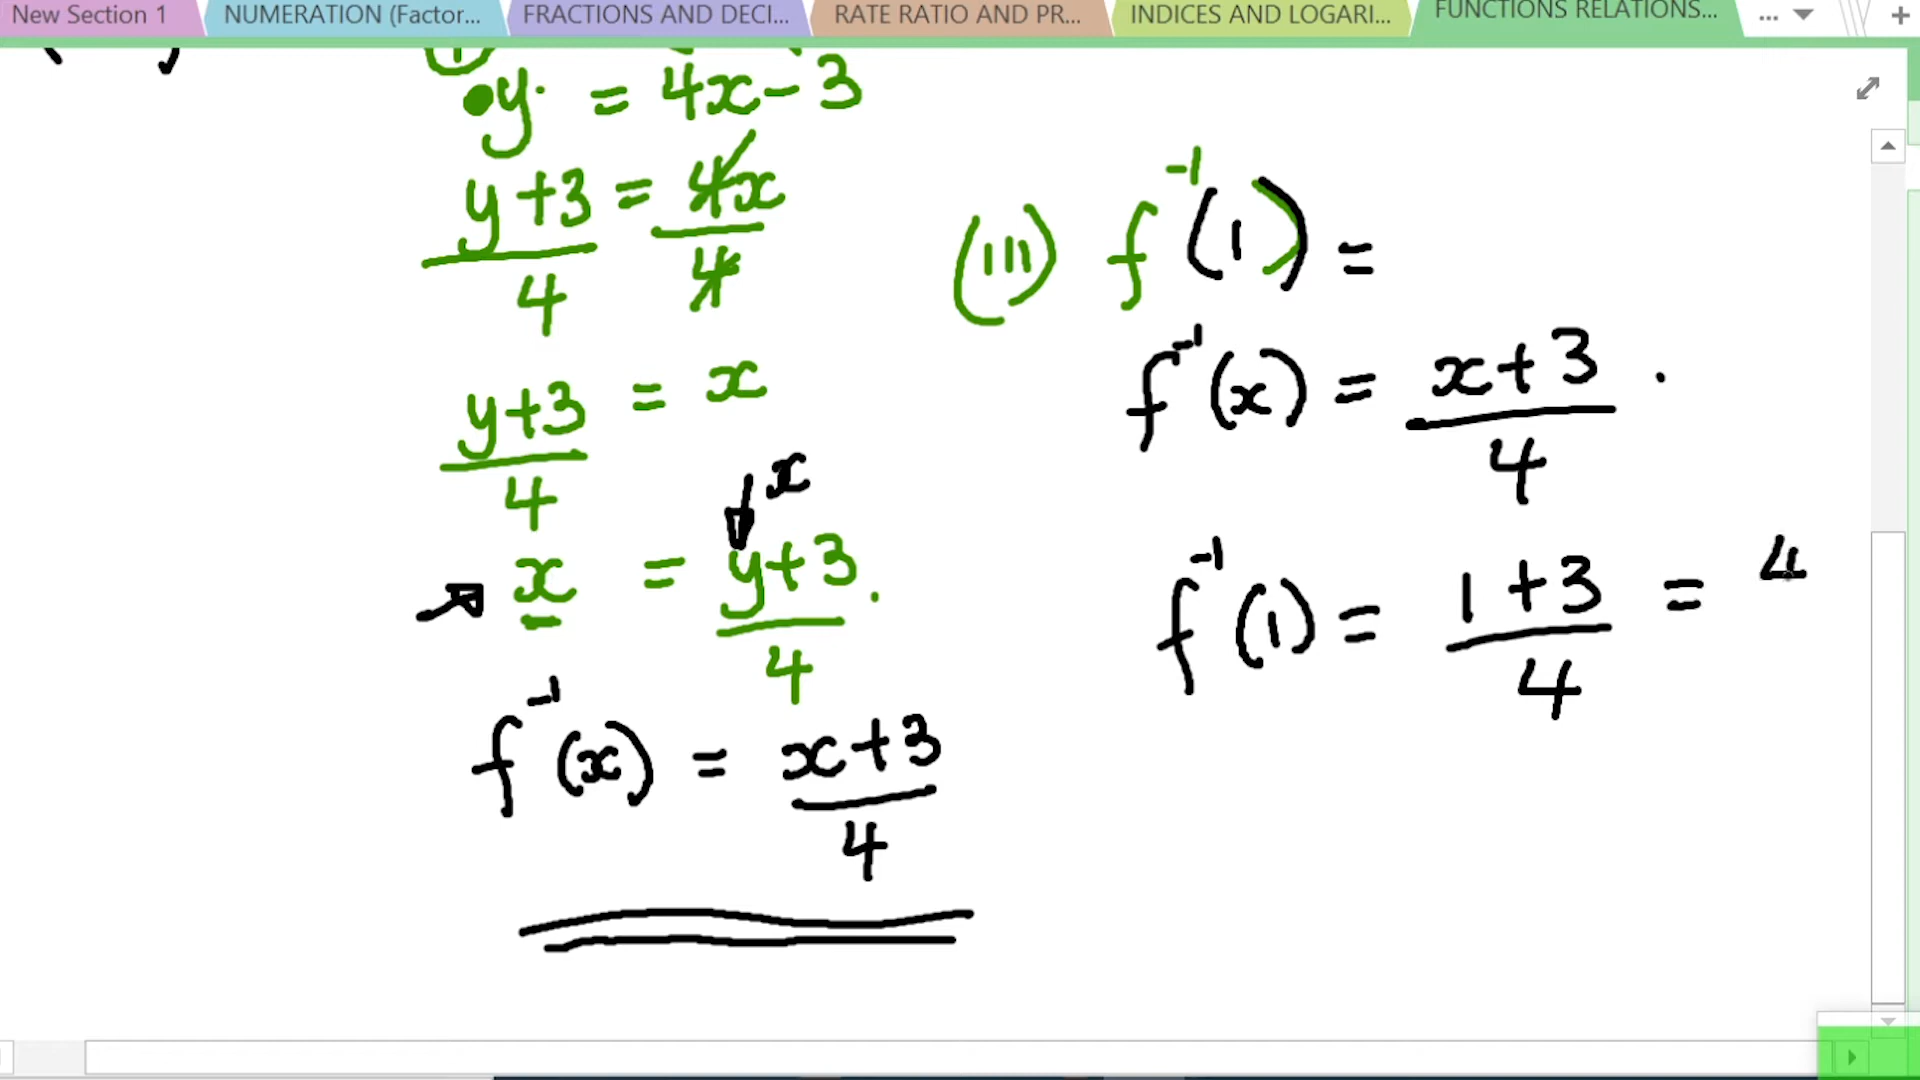 New Section 1
NUMERATION (Factor...
FRACTIONS AND DECI...
RATE RATIO AND PR...
INDICES AND LOGARI...
FUNCTIONS RELATIONS...
...
y = 4x - 3
y + 3 = 4x
4 4
y + 3 = x
4
x
x = y + 3 .
4
f⁻¹(x) = x + 3
4
(III) f⁻¹(1) =
f⁻¹(x) = x + 3 .
4
f⁻¹(1) = 1 + 3 = 4
4